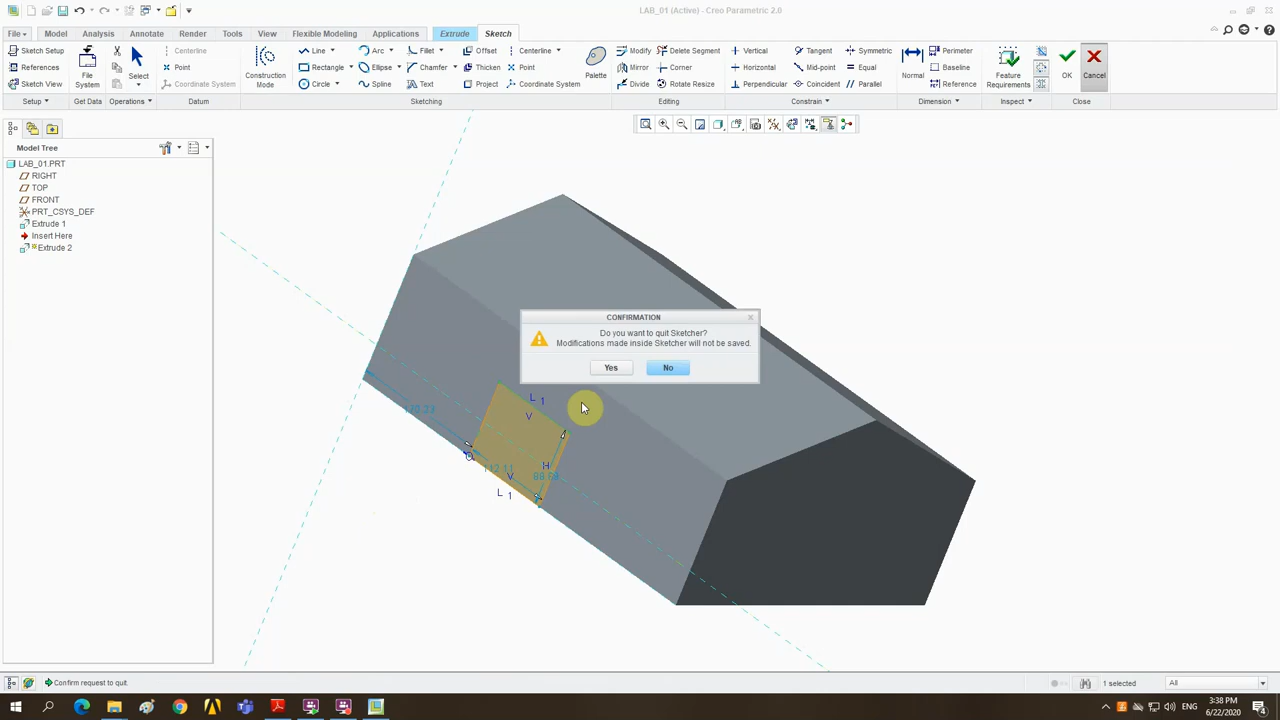 LAB_01 (Active) - Creo Parametric 2.0
File Model Analysis Annotate Render Tools View Flexible Modeling Applications Extrude Sketch
Sketch Setup
References
Sketch View
Setup
File System
Get Data
Select
Operations
Centerline
Point
Coordinate System
Datum
Construction Mode
Line
Rectangle
Circle
Arc
Spline
Fillet
Chamfer
Text
Offset
Thicken
Project
Centerline
Point
Coordinate System
Palette
Sketching
Modify
Mirror
Divide
Delete Segment
Corner
Rotate Resize
Editing
Vertical
Horizontal
Perpendicular
Tangent
Mid-point
Coincident
Symmetric
Equal
Parallel
Constrain
Normal
Perimeter
Baseline
Reference
Dimension
Feature Requirements
Inspect
OK
Cancel
Close
Model Tree
LAB_01.PRT
RIGHT
TOP
FRONT
PRT_CSYS_DEF
Extrude 1
Insert Here
Extrude 2
CONFIRMATION
Do you want to quit Sketcher?
Modifications made inside Sketcher will not be saved.
Yes No
L 1
V
H
V
L 1
Confirm request to quit.
1 selected
All
ENG
3:38 PM
6/22/2020